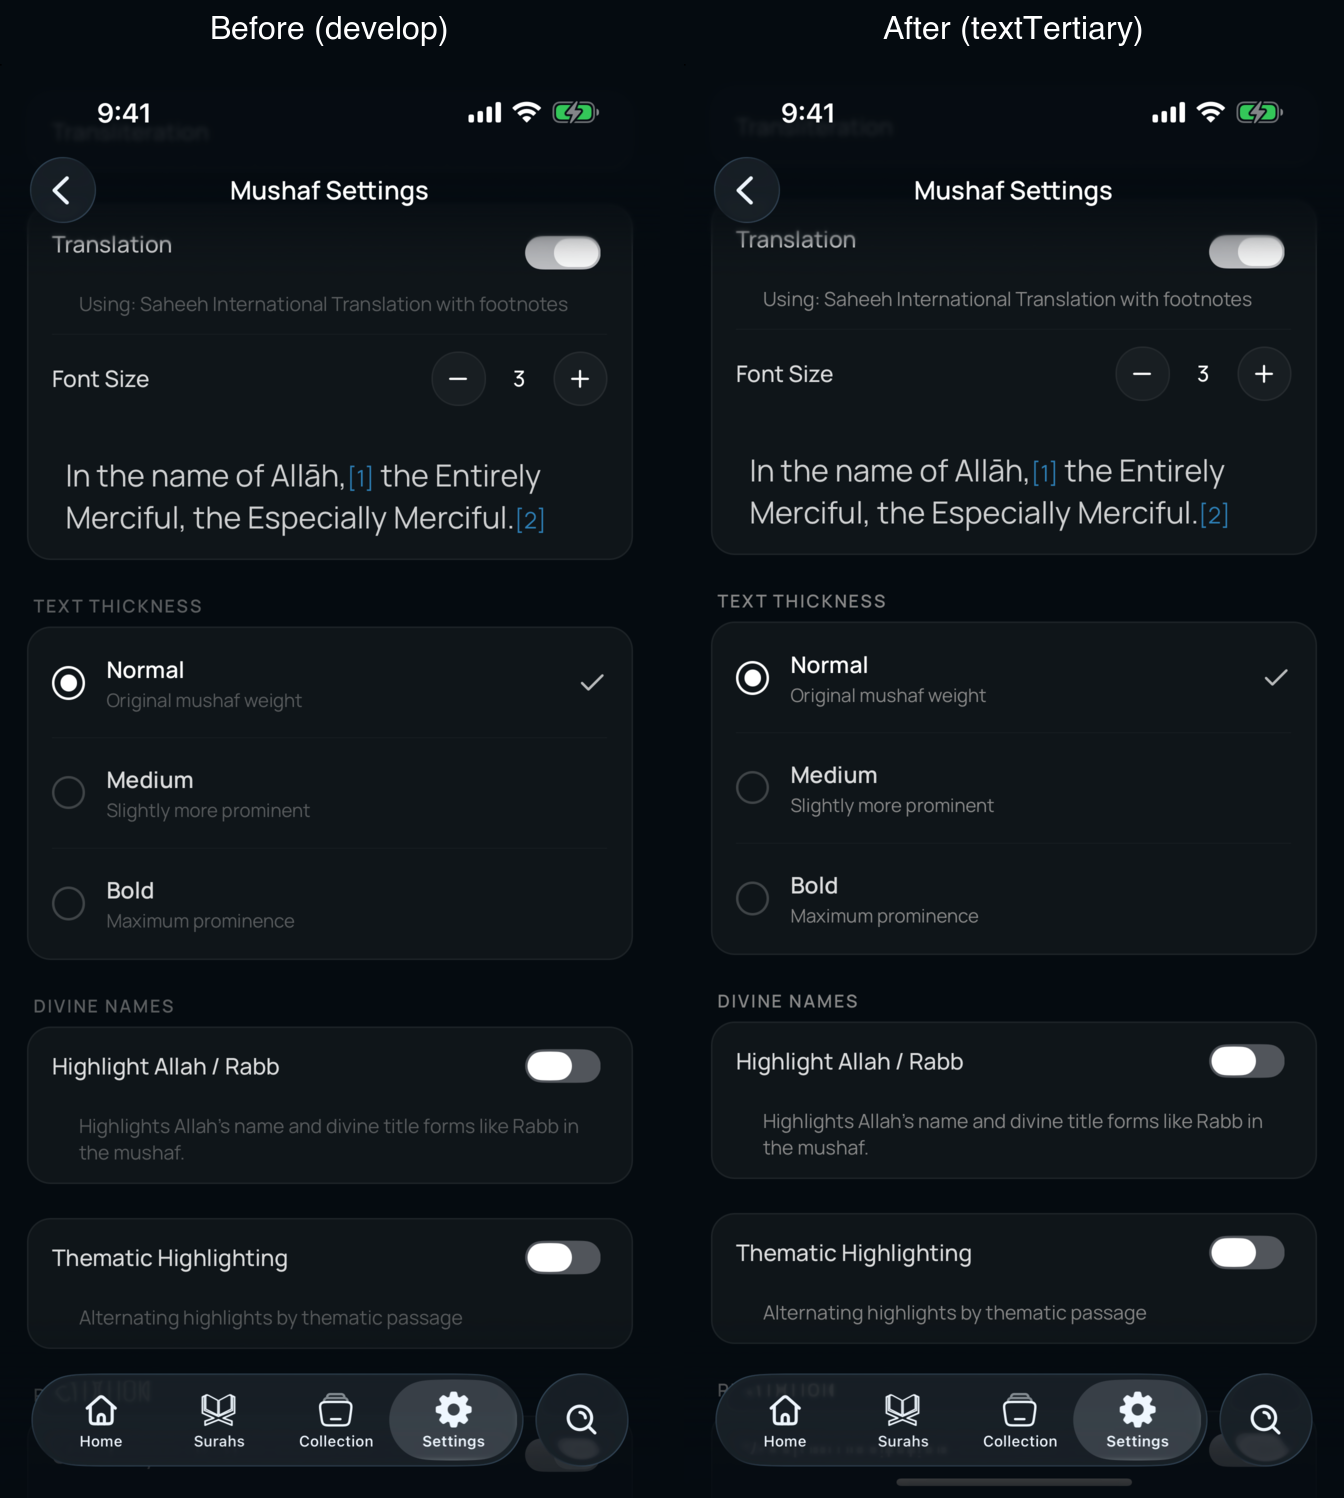 Before (develop)
9:41
Transliteration
Mushaf Settings
Translation
Using: Saheeh International Translation with footnotes
Font Size
3
In the name of Allāh,[1] the Entirely
Merciful, the Especially Merciful.[2]
TEXT THICKNESS
Normal
Original mushaf weight
Medium
Slightly more prominent
Bold
Maximum prominence
DIVINE NAMES
Highlight Allah / Rabb
Highlights Allah's name and divine title forms like Rabb in
the mushaf.
Thematic Highlighting
Alternating highlights by thematic passage
Home
Surahs
Collection
Settings
After (textTertiary)
9:41
Transliteration
Mushaf Settings
Translation
Using: Saheeh International Translation with footnotes
Font Size
3
In the name of Allāh,[1] the Entirely
Merciful, the Especially Merciful.[2]
TEXT THICKNESS
Normal
Original mushaf weight
Medium
Slightly more prominent
Bold
Maximum prominence
DIVINE NAMES
Highlight Allah / Rabb
Highlights Allah's name and divine title forms like Rabb in
the mushaf.
Thematic Highlighting
Alternating highlights by thematic passage
Home
Surahs
Collection
Settings